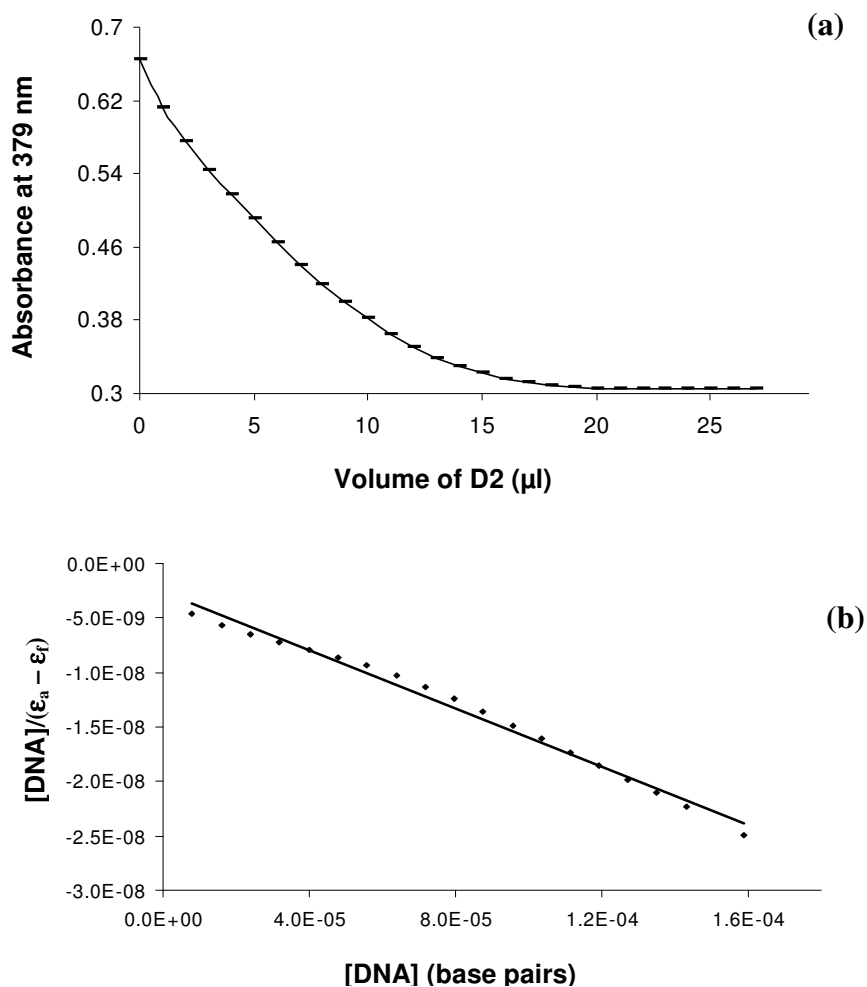 (a)
Absorbance at 379 nm
0.7
0.62
0.54
0.46
0.38
0.3
0 5 10 15 20 25
Volume of D2 (µl)
(b)
[DNA]/(εa – εf)
0.0E+00
-5.0E-09
-1.0E-08
-1.5E-08
-2.0E-08
-2.5E-08
-3.0E-08
0.0E+00 4.0E-05 8.0E-05 1.2E-04 1.6E-04
[DNA] (base pairs)